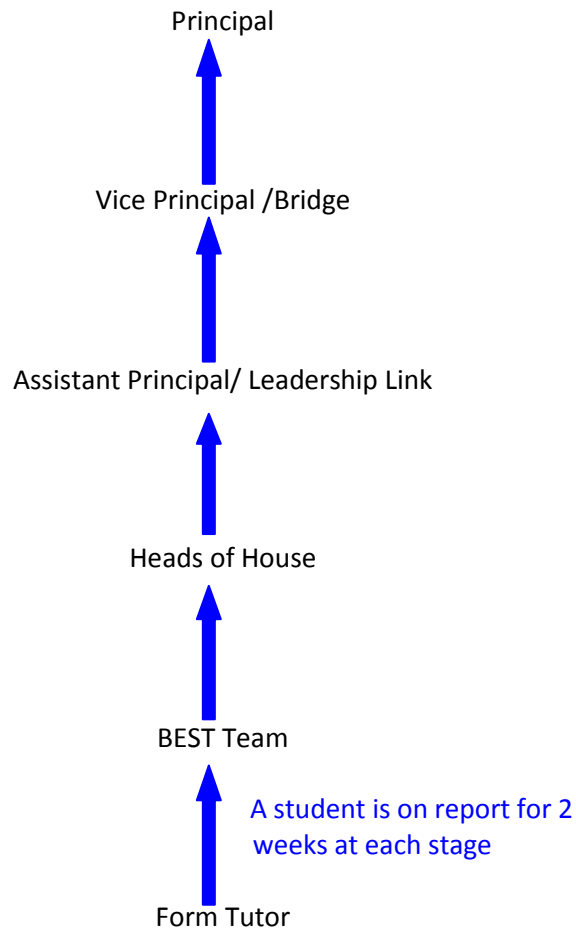 Principal
Vice Principal /Bridge
Assistant Principal/ Leadership Link
Heads of House
BEST Team
A student is on report for 2
weeks at each stage
Form Tutor